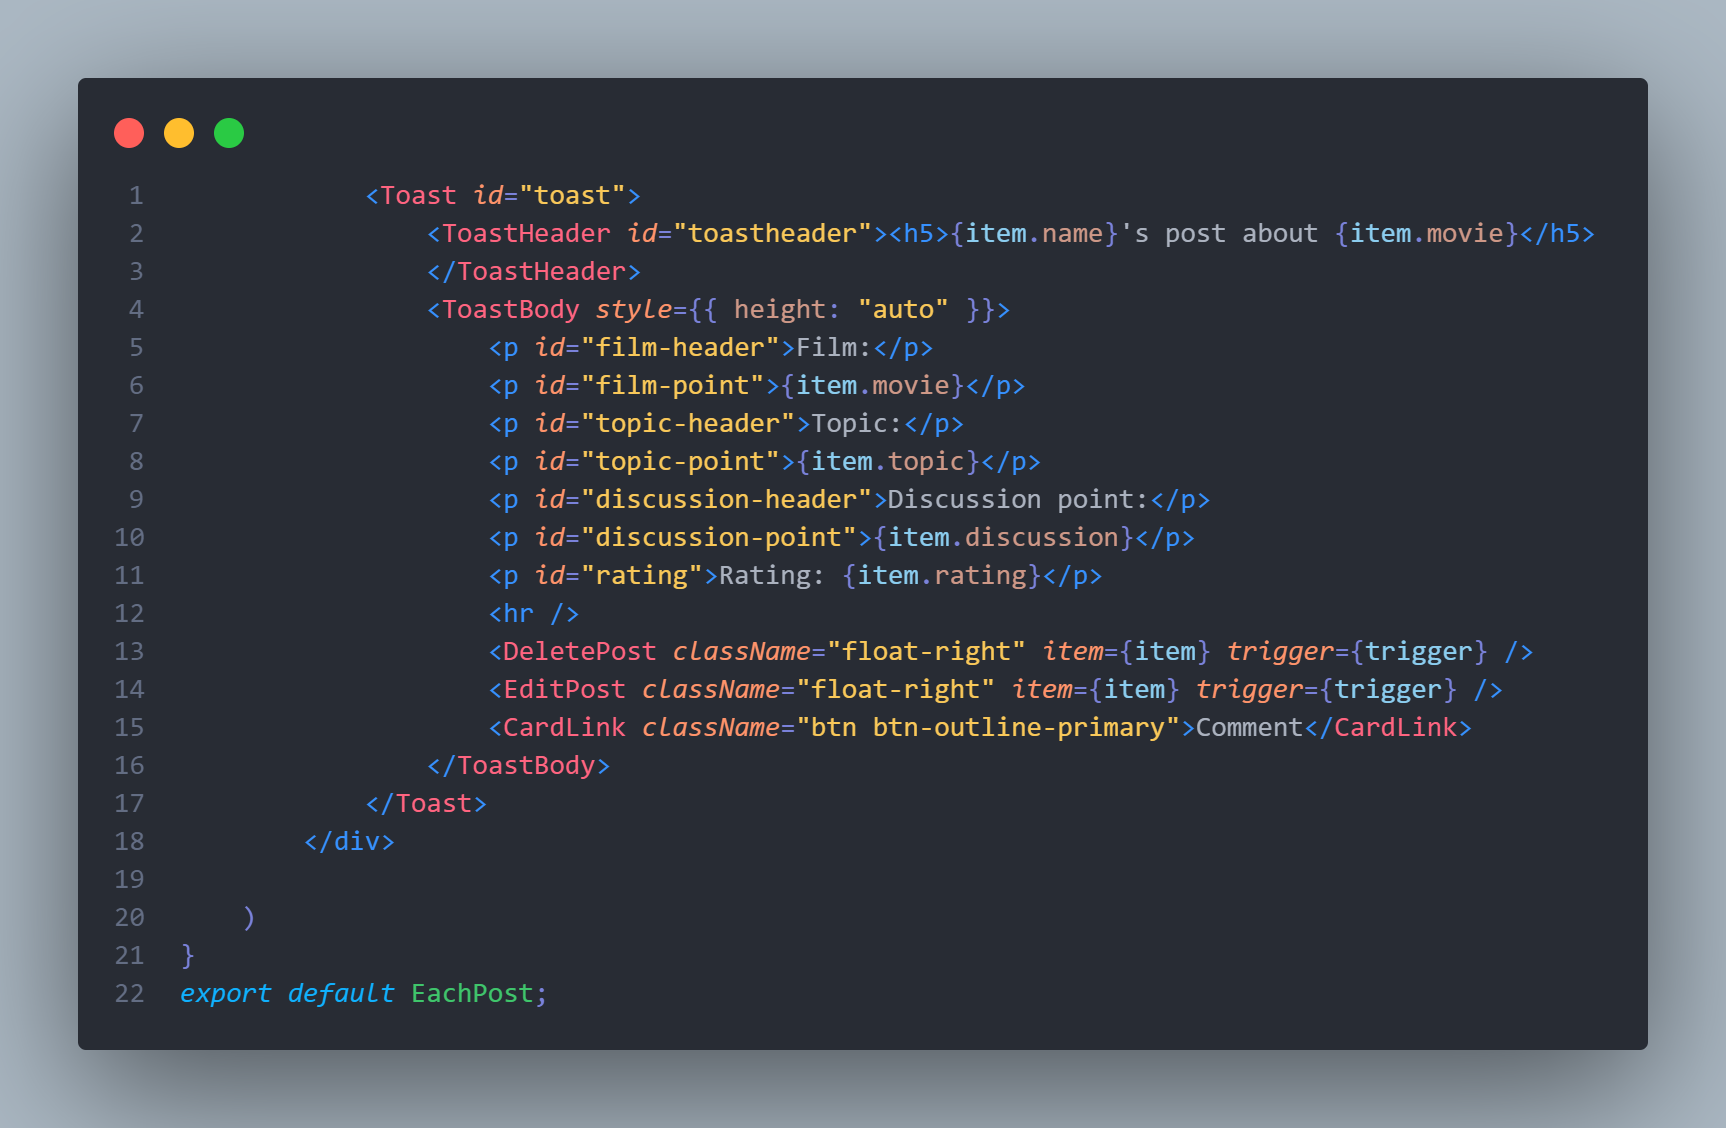 1 <Toast id="toast">
2 <ToastHeader id="toastheader"><h5>{item.name}'s post about {item.movie}</h5>
3 </ToastHeader>
4 <ToastBody style={{ height: "auto" }}>
5 <p id="film-header">Film:</p>
6 <p id="film-point">{item.movie}</p>
7 <p id="topic-header">Topic:</p>
8 <p id="topic-point">{item.topic}</p>
9 <p id="discussion-header">Discussion point:</p>
10 <p id="discussion-point">{item.discussion}</p>
11 <p id="rating">Rating: {item.rating}</p>
12 <hr />
13 <DeletePost className="float-right" item={item} trigger={trigger} />
14 <EditPost className="float-right" item={item} trigger={trigger} />
15 <CardLink className="btn btn-outline-primary">Comment</CardLink>
16 </ToastBody>
17 </Toast>
18 </div>
19
20 )
21 }
22 export default EachPost;